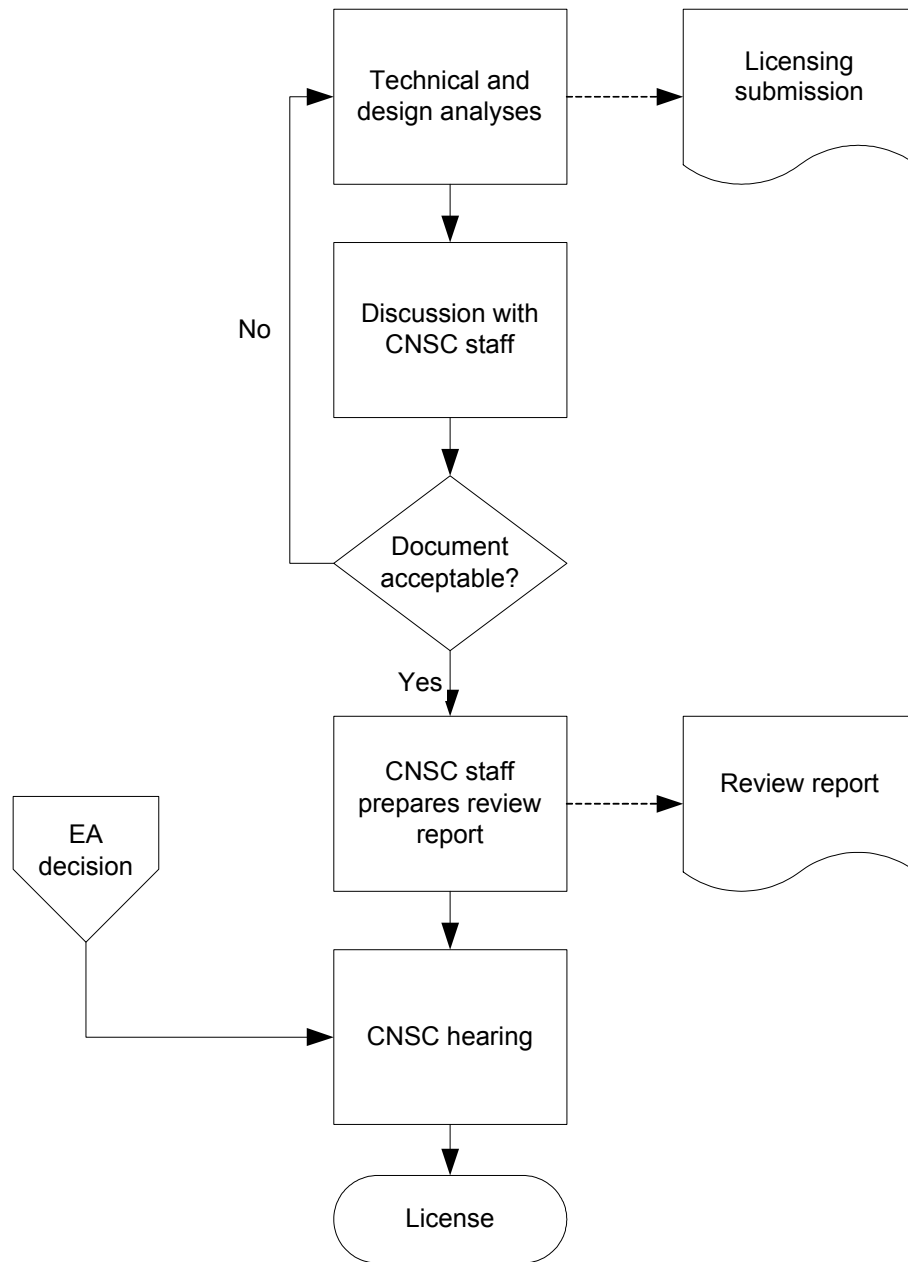 Technical and
design analyses
Licensing
submission
Discussion with
CNSC staff
No
Document
acceptable?
Yes
CNSC staff
prepares review
report
Review report
EA
decision
CNSC hearing
License